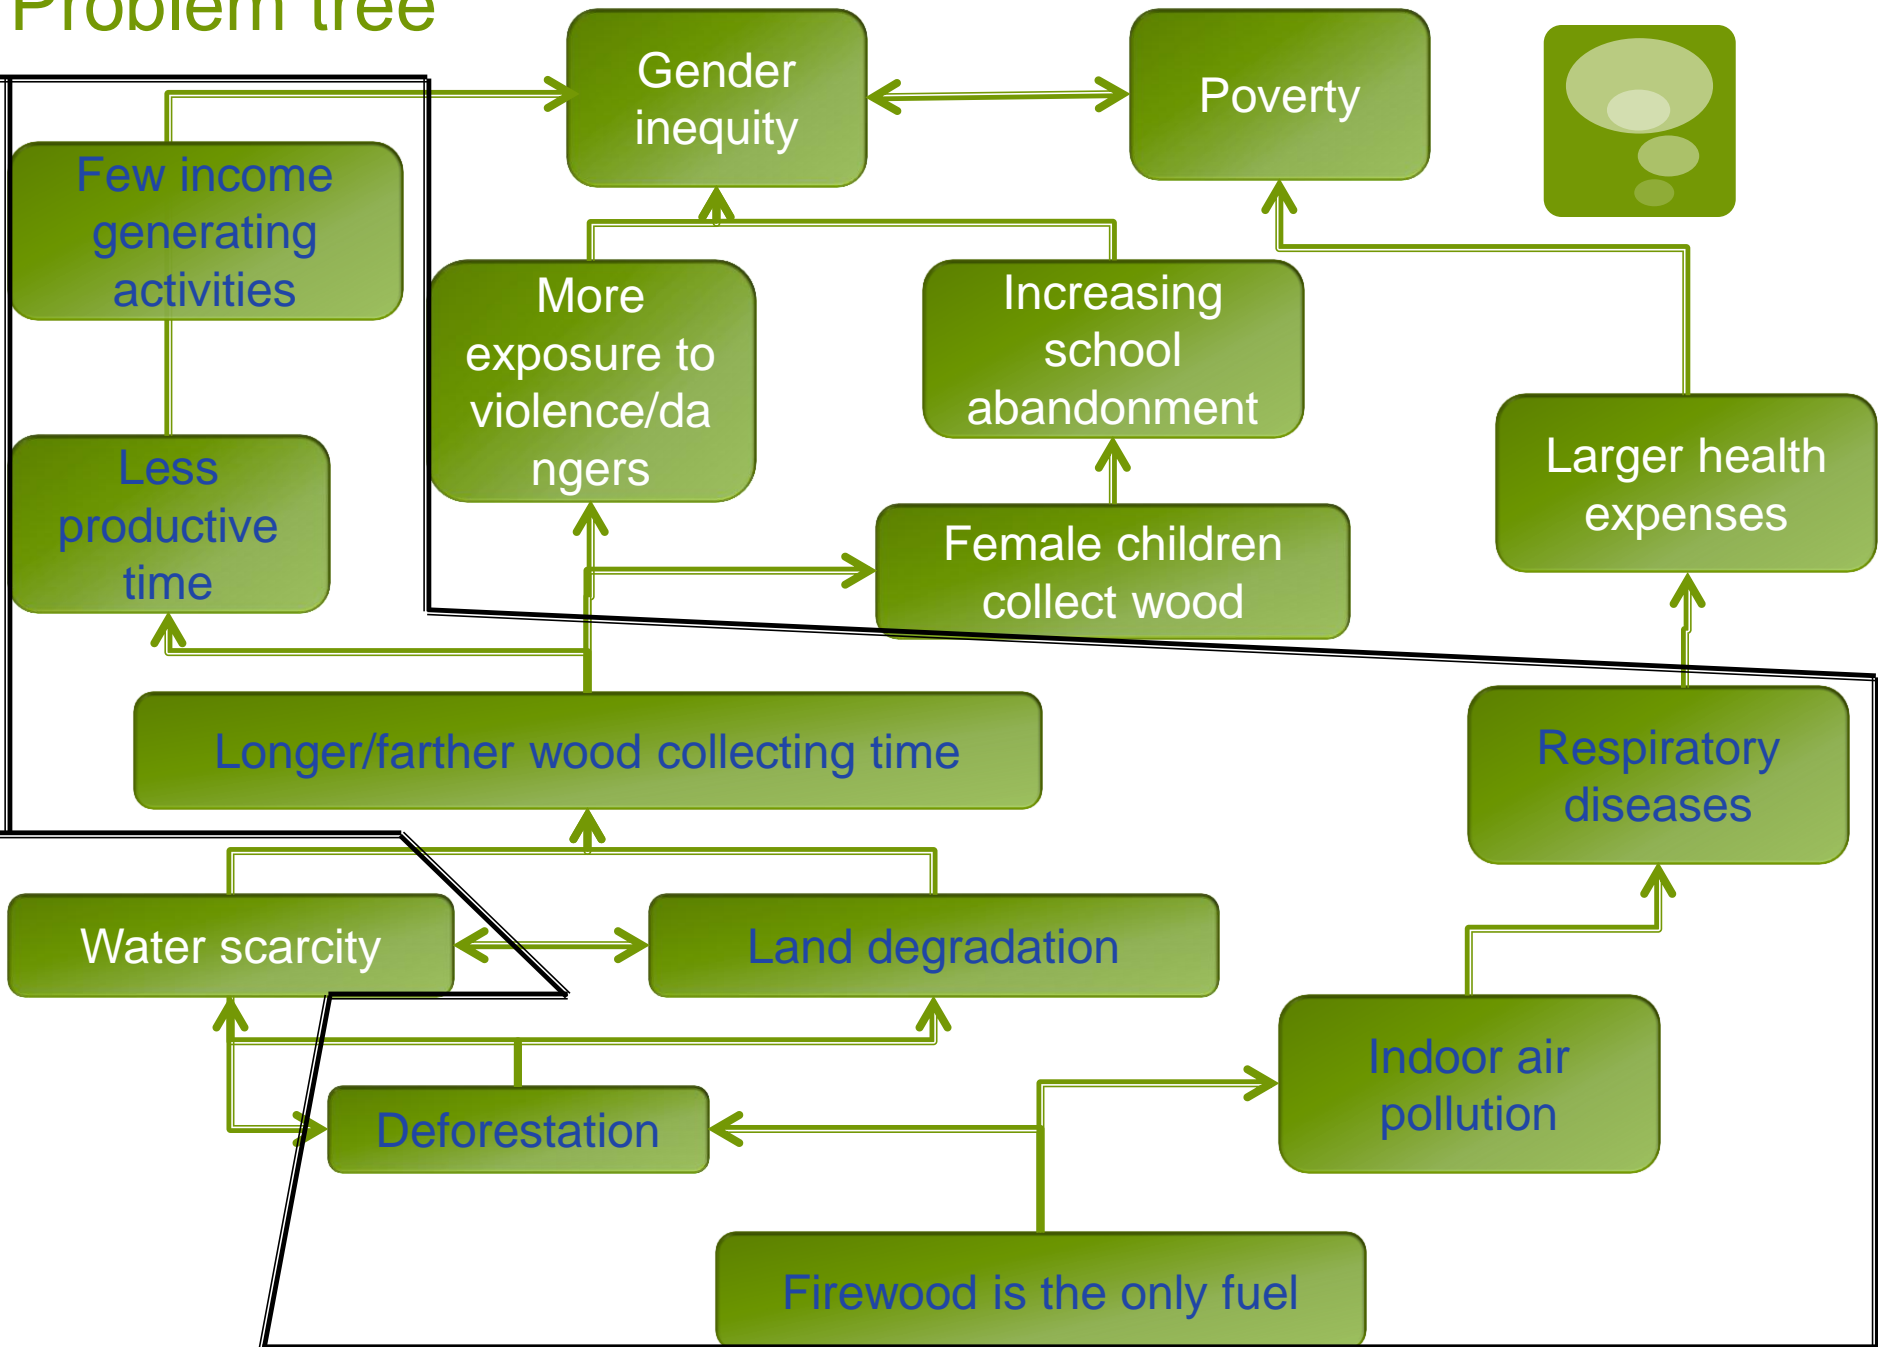 Problem tree
Gender
inequity
Poverty
Few income
generating
activities
More
exposure to
violence/da
ngers
Increasing
school
abandonment
Larger health
expenses
Less
productive
time
Female children
collect wood
Longer/farther wood collecting time
Respiratory
diseases
Water scarcity
Land degradation
Indoor air
pollution
Deforestation
Firewood is the only fuel